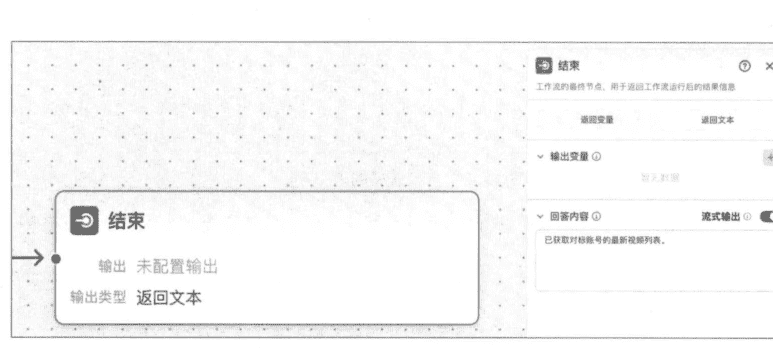 结束
输出 未配置输出
输出类型 返回文本
结束
工作流的最终节点，用于返回工作流运行后的结果信息
返回变量 返回文本
输出变量
回答内容 流式输出
已获取对标账号的最新视频列表。